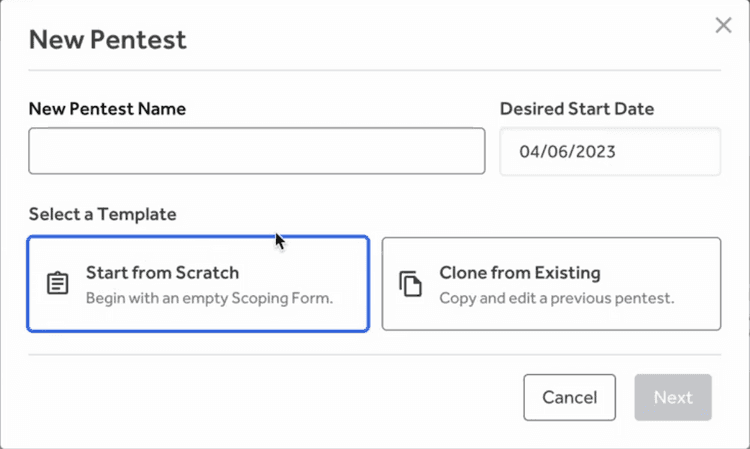 New Pentest
New Pentest Name
Desired Start Date
04/06/2023
Select a Template
Start from Scratch
Begin with an empty Scoping Form.
Clone from Existing
Copy and edit a previous pentest.
Cancel
Next